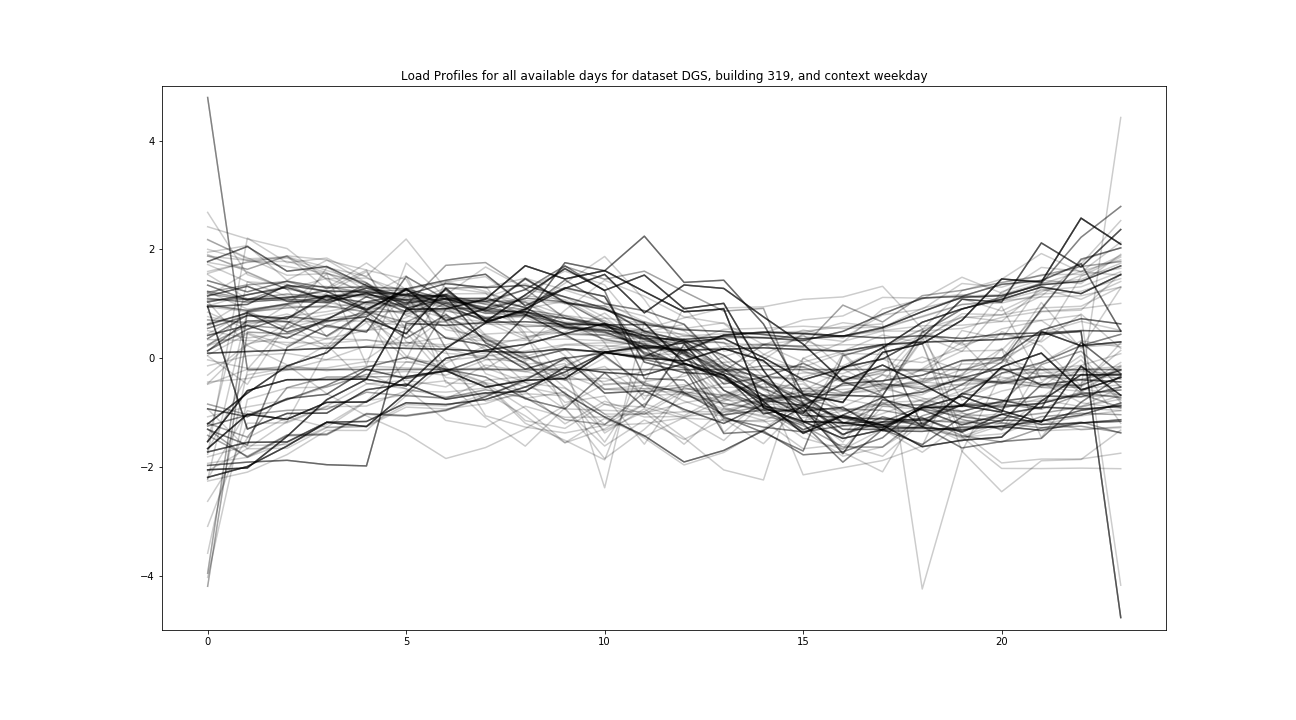 Load Profiles for all available days for dataset DGS, building 319, and context weekday
4
2
0
−2
−4
0 5 10 15 20